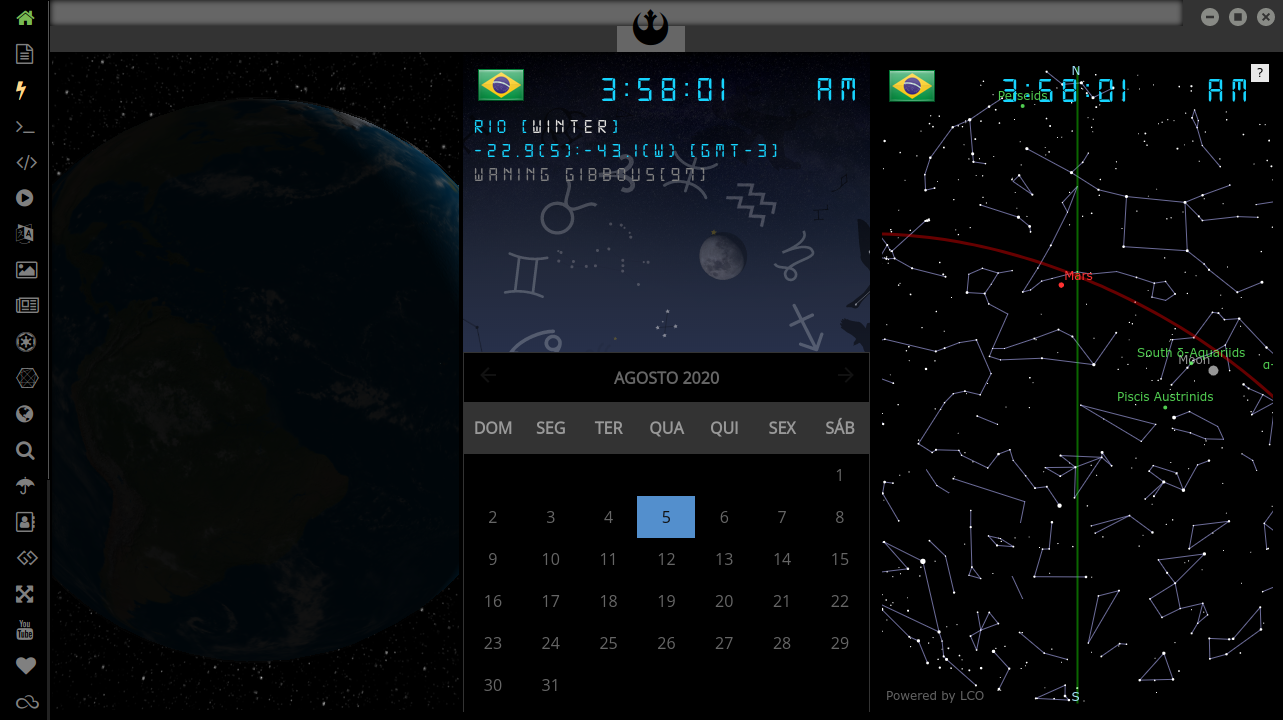 3:58:01 AM
RIO [WINTER]
-22.9(S):-43.1(W) [GMT-3]
WANING GIBBOUS(97)
AGOSTO 2020
DOM SEG TER QUA QUI SEX SÁB
1
2 3 4 5 6 7 8
9 10 11 12 13 14 15
16 17 18 19 20 21 22
23 24 25 26 27 28 29
30 31
N
?
3:58:01 AM
Perseids
Mars
South δ-Aquariids
Moon
α-
Piscis Austrinids
Powered by LCO
S
You
Tube